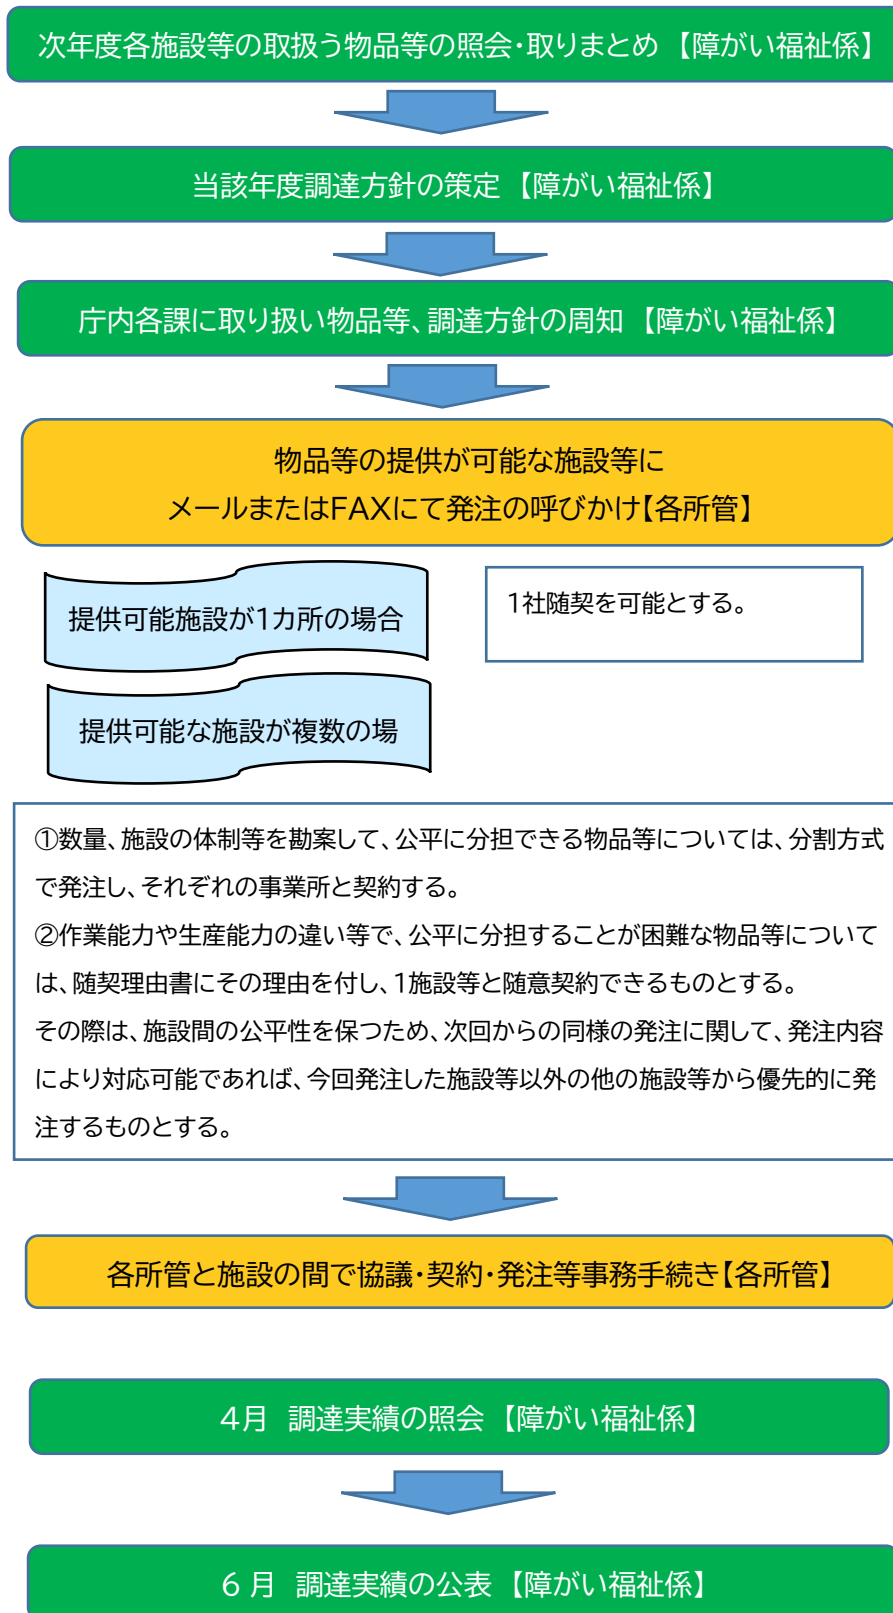 次年度各施設等の取扱う物品等の照会・取りまとめ 【障がい福祉係】
当該年度調達方針の策定 【障がい福祉係】
庁内各課に取り扱い物品等、調達方針の周知 【障がい福祉係】
物品等の提供が可能な施設等に
メールまたはFAXにて発注の呼びかけ【各所管】
提供可能施設が1カ所の場合
1社随契を可能とする。
提供可能な施設が複数の場
①数量、施設の体制等を勘案して、公平に分担できる物品等については、分割方式
で発注し、それぞれの事業所と契約する。
②作業能力や生産能力の違い等で、公平に分担することが困難な物品等について
は、随契理由書にその理由を付し、1施設等と随意契約できるものとする。
その際は、施設間の公平性を保つため、次回からの同様の発注に関して、発注内容
により対応可能であれば、今回発注した施設等以外の他の施設等から優先的に発
注するものとする。
各所管と施設の間で協議・契約・発注等事務手続き【各所管】
4月 調達実績の照会 【障がい福祉係】
6月 調達実績の公表 【障がい福祉係】